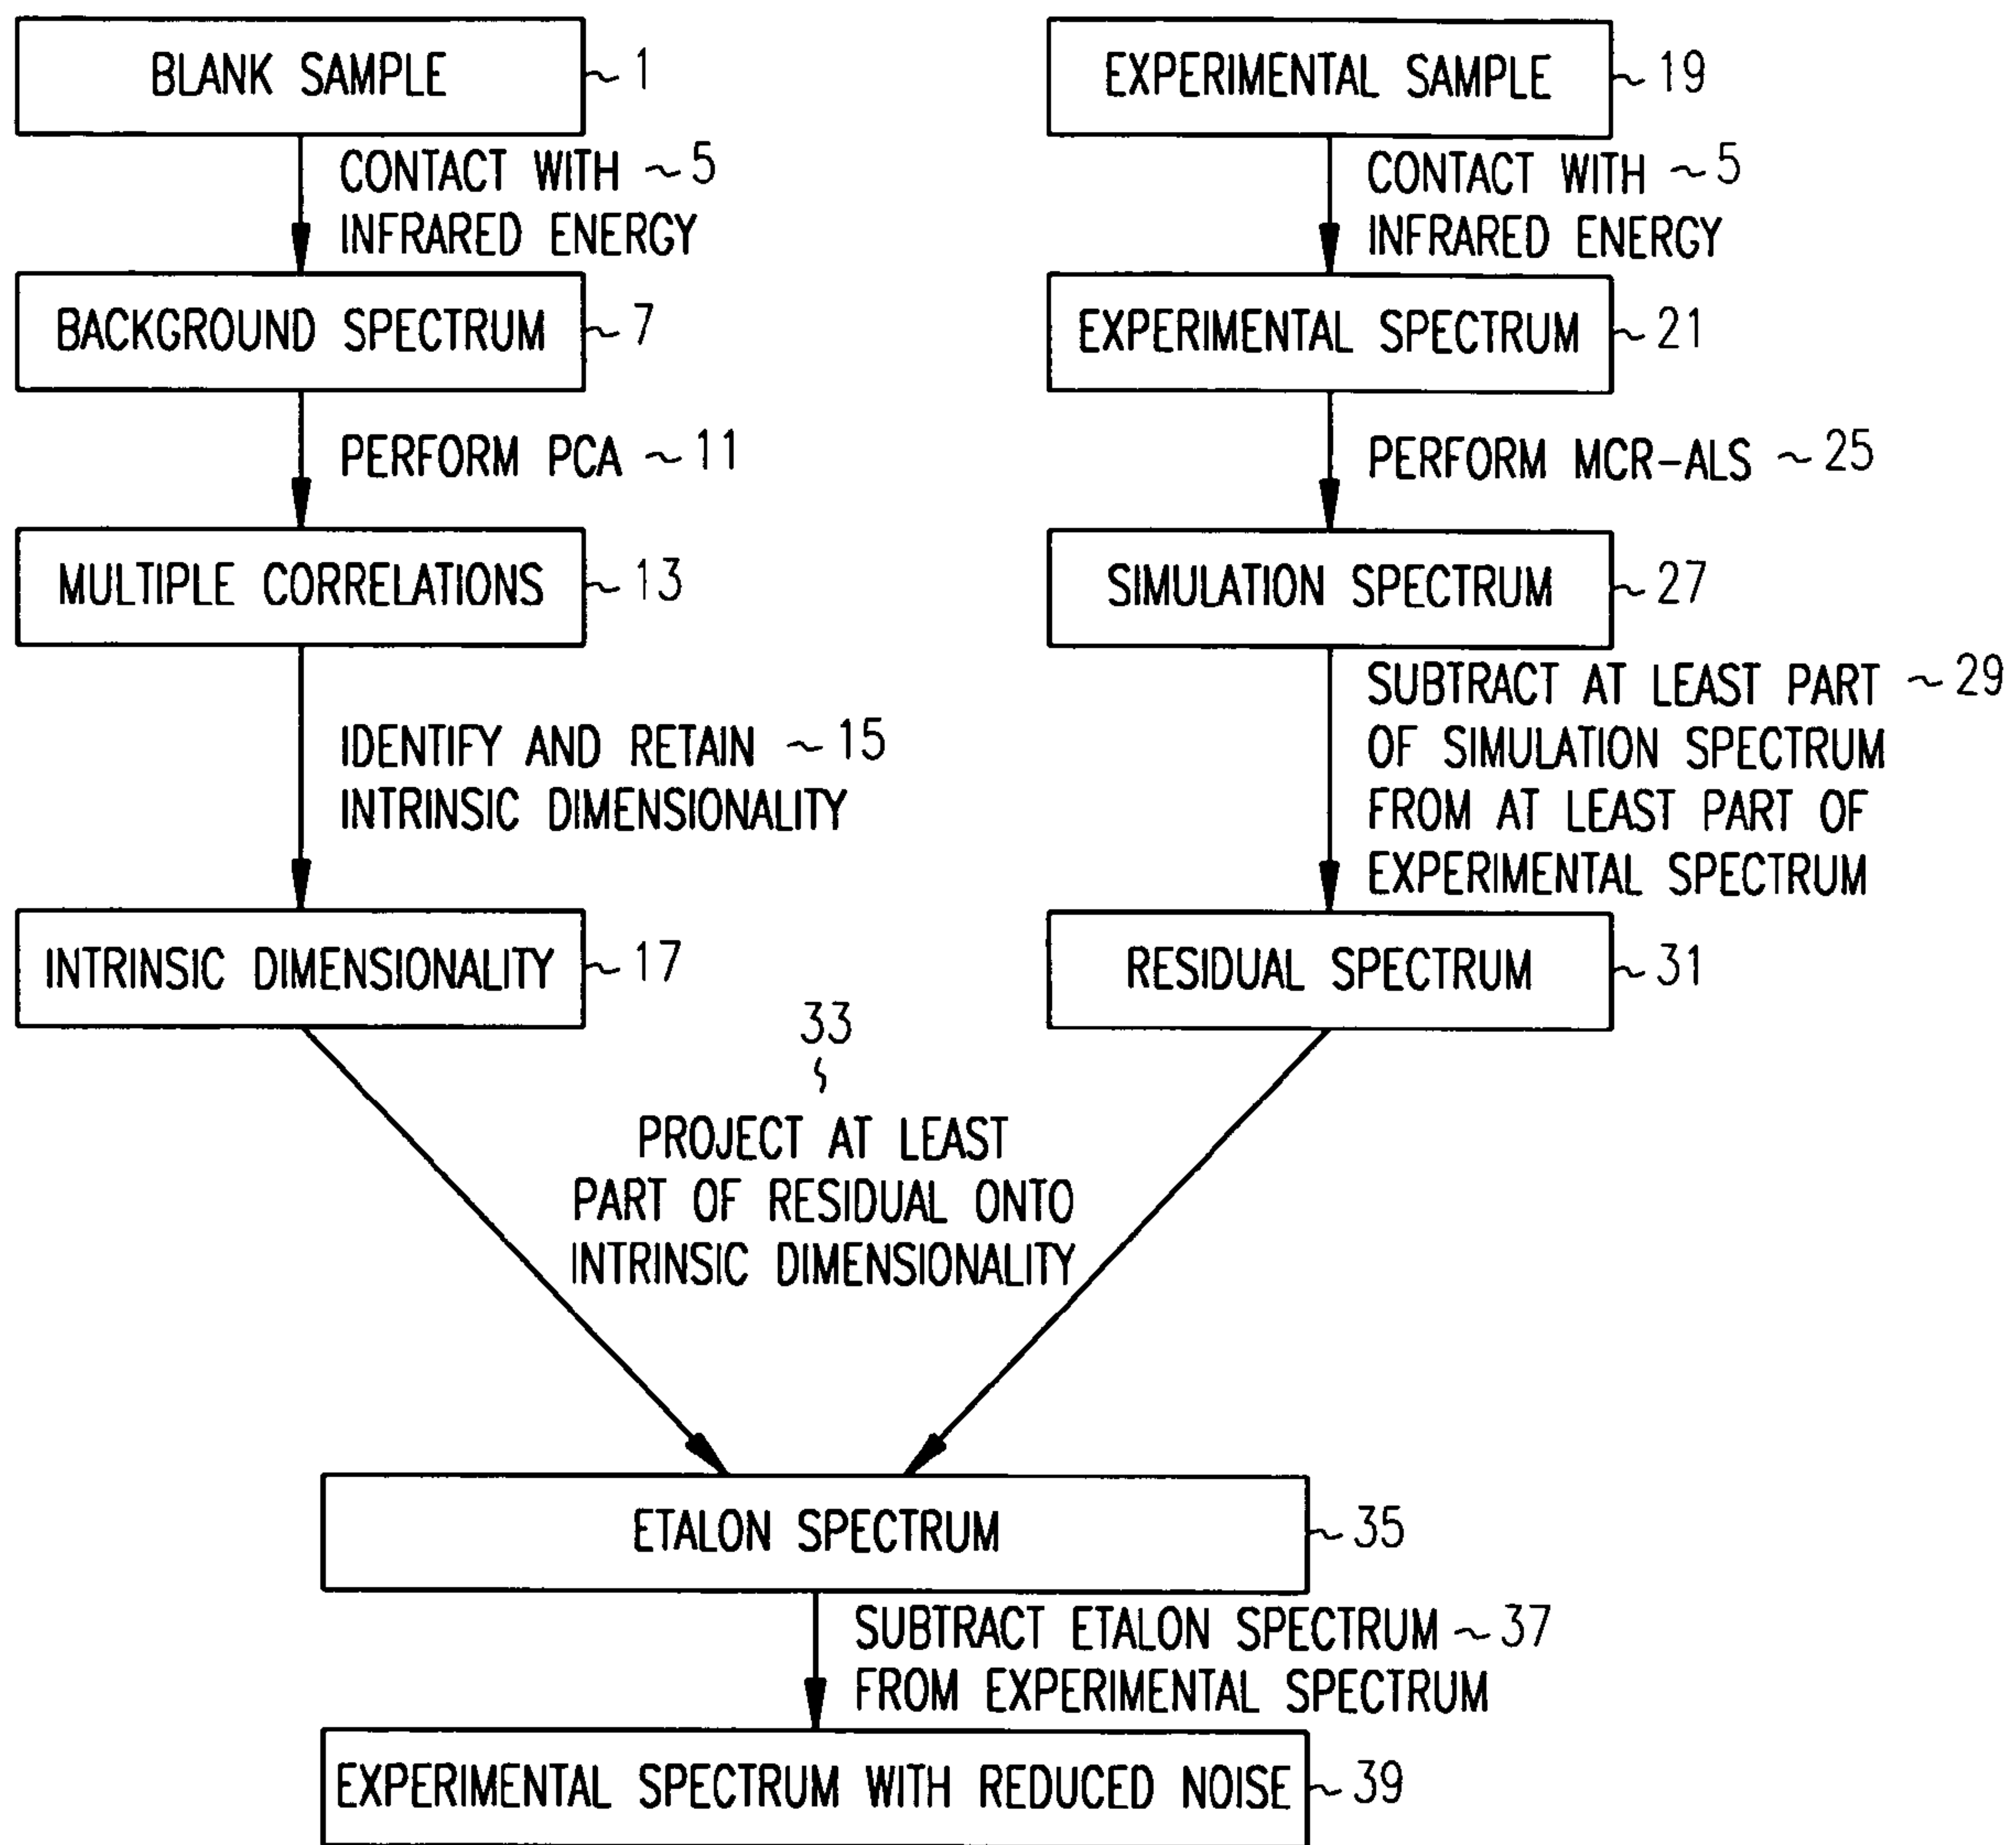 BLANK SAMPLE ~ 1
CONTACT WITH ~ 5
INFRARED ENERGY
BACKGROUND SPECTRUM ~ 7
PERFORM PCA ~ 11
MULTIPLE CORRELATIONS ~ 13
IDENTIFY AND RETAIN ~ 15
INTRINSIC DIMENSIONALITY
INTRINSIC DIMENSIONALITY ~ 17
EXPERIMENTAL SAMPLE ~ 19
CONTACT WITH ~ 5
INFRARED ENERGY
EXPERIMENTAL SPECTRUM ~ 21
PERFORM MCR-ALS ~ 25
SIMULATION SPECTRUM ~ 27
SUBTRACT AT LEAST PART ~ 29
OF SIMULATION SPECTRUM
FROM AT LEAST PART OF
EXPERIMENTAL SPECTRUM
RESIDUAL SPECTRUM ~ 31
33
PROJECT AT LEAST
PART OF RESIDUAL ONTO
INTRINSIC DIMENSIONALITY
ETALON SPECTRUM ~ 35
SUBTRACT ETALON SPECTRUM ~ 37
FROM EXPERIMENTAL SPECTRUM
EXPERIMENTAL SPECTRUM WITH REDUCED NOISE ~ 39